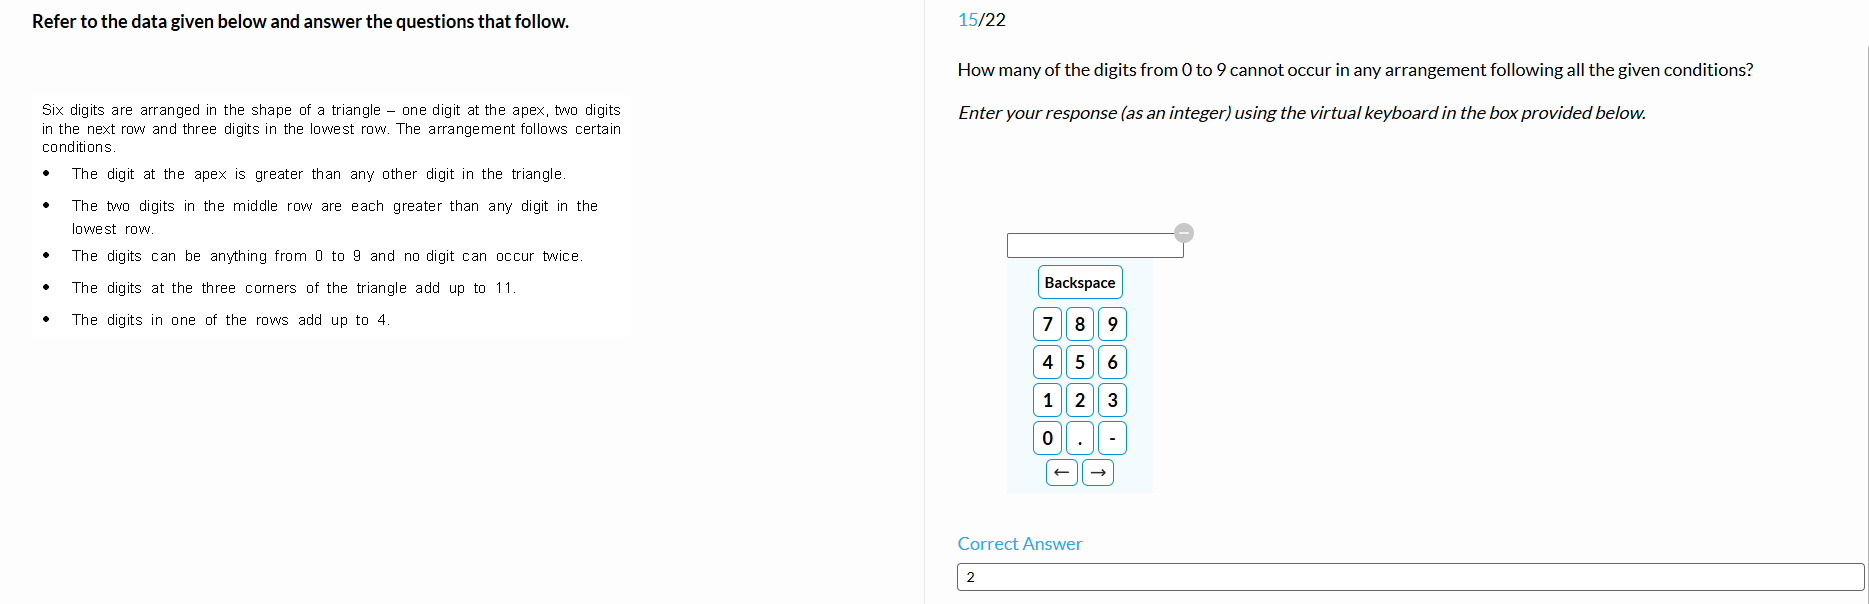 Refer to the data given below and answer the questions that follow.
Six digits are arranged in the shape of a triangle – one digit at the apex, two digits
in the next row and three digits in the lowest row. The arrangement follows certain
conditions.
• The digit at the apex is greater than any other digit in the triangle.
• The two digits in the middle row are each greater than any digit in the
lowest row.
• The digits can be anything from 0 to 9 and no digit can occur twice.
• The digits at the three corners of the triangle add up to 11.
• The digits in one of the rows add up to 4.
15/22
How many of the digits from 0 to 9 cannot occur in any arrangement following all the given conditions?
Enter your response (as an integer) using the virtual keyboard in the box provided below.
Backspace
7 8 9
4 5 6
1 2 3
0 . -
← →
Correct Answer
2